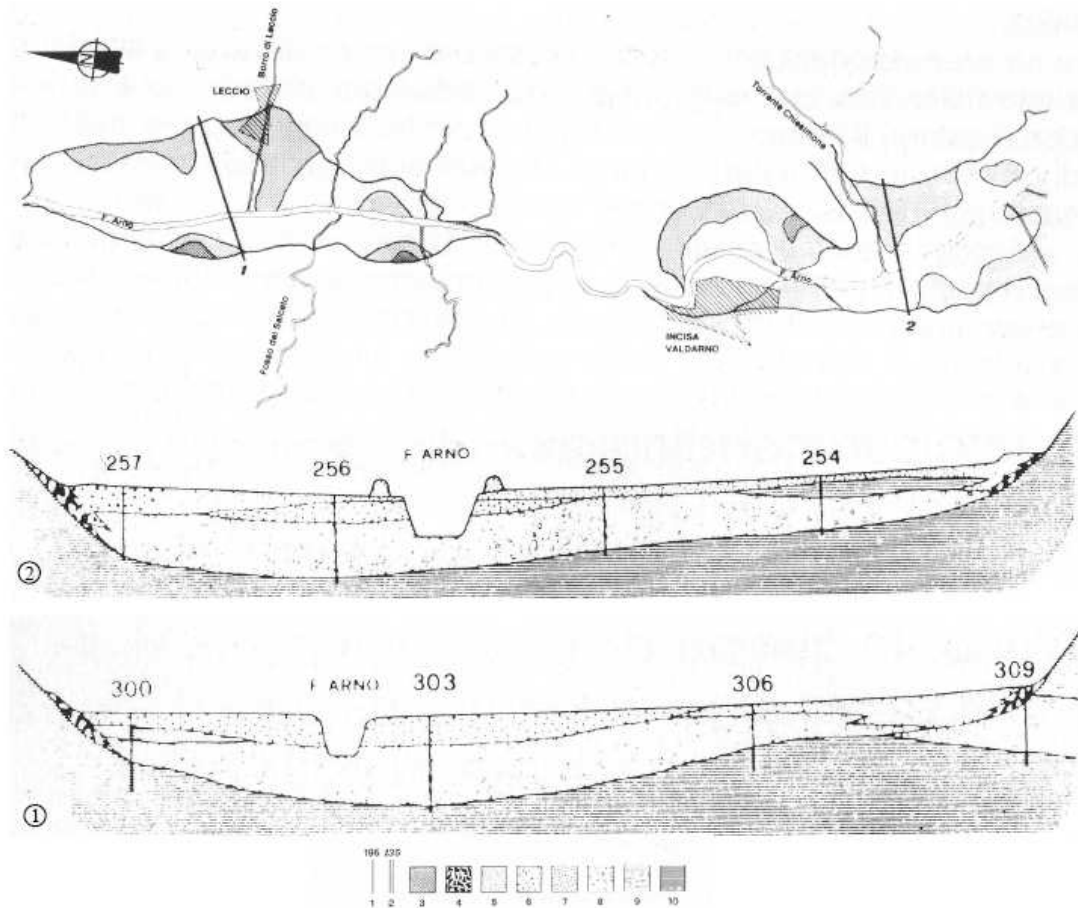 N
Borro di Leccio
LECCIO
F. Arno
1
Fosso del Salceto
Torrente Chiesimone
F. Arno
INCISA
VALDARNO
2
257
256
F ARNO
255
254
②
300
F ARNO
303
306
309
①
196
1 2 3 4 5 6 7 8 9 10